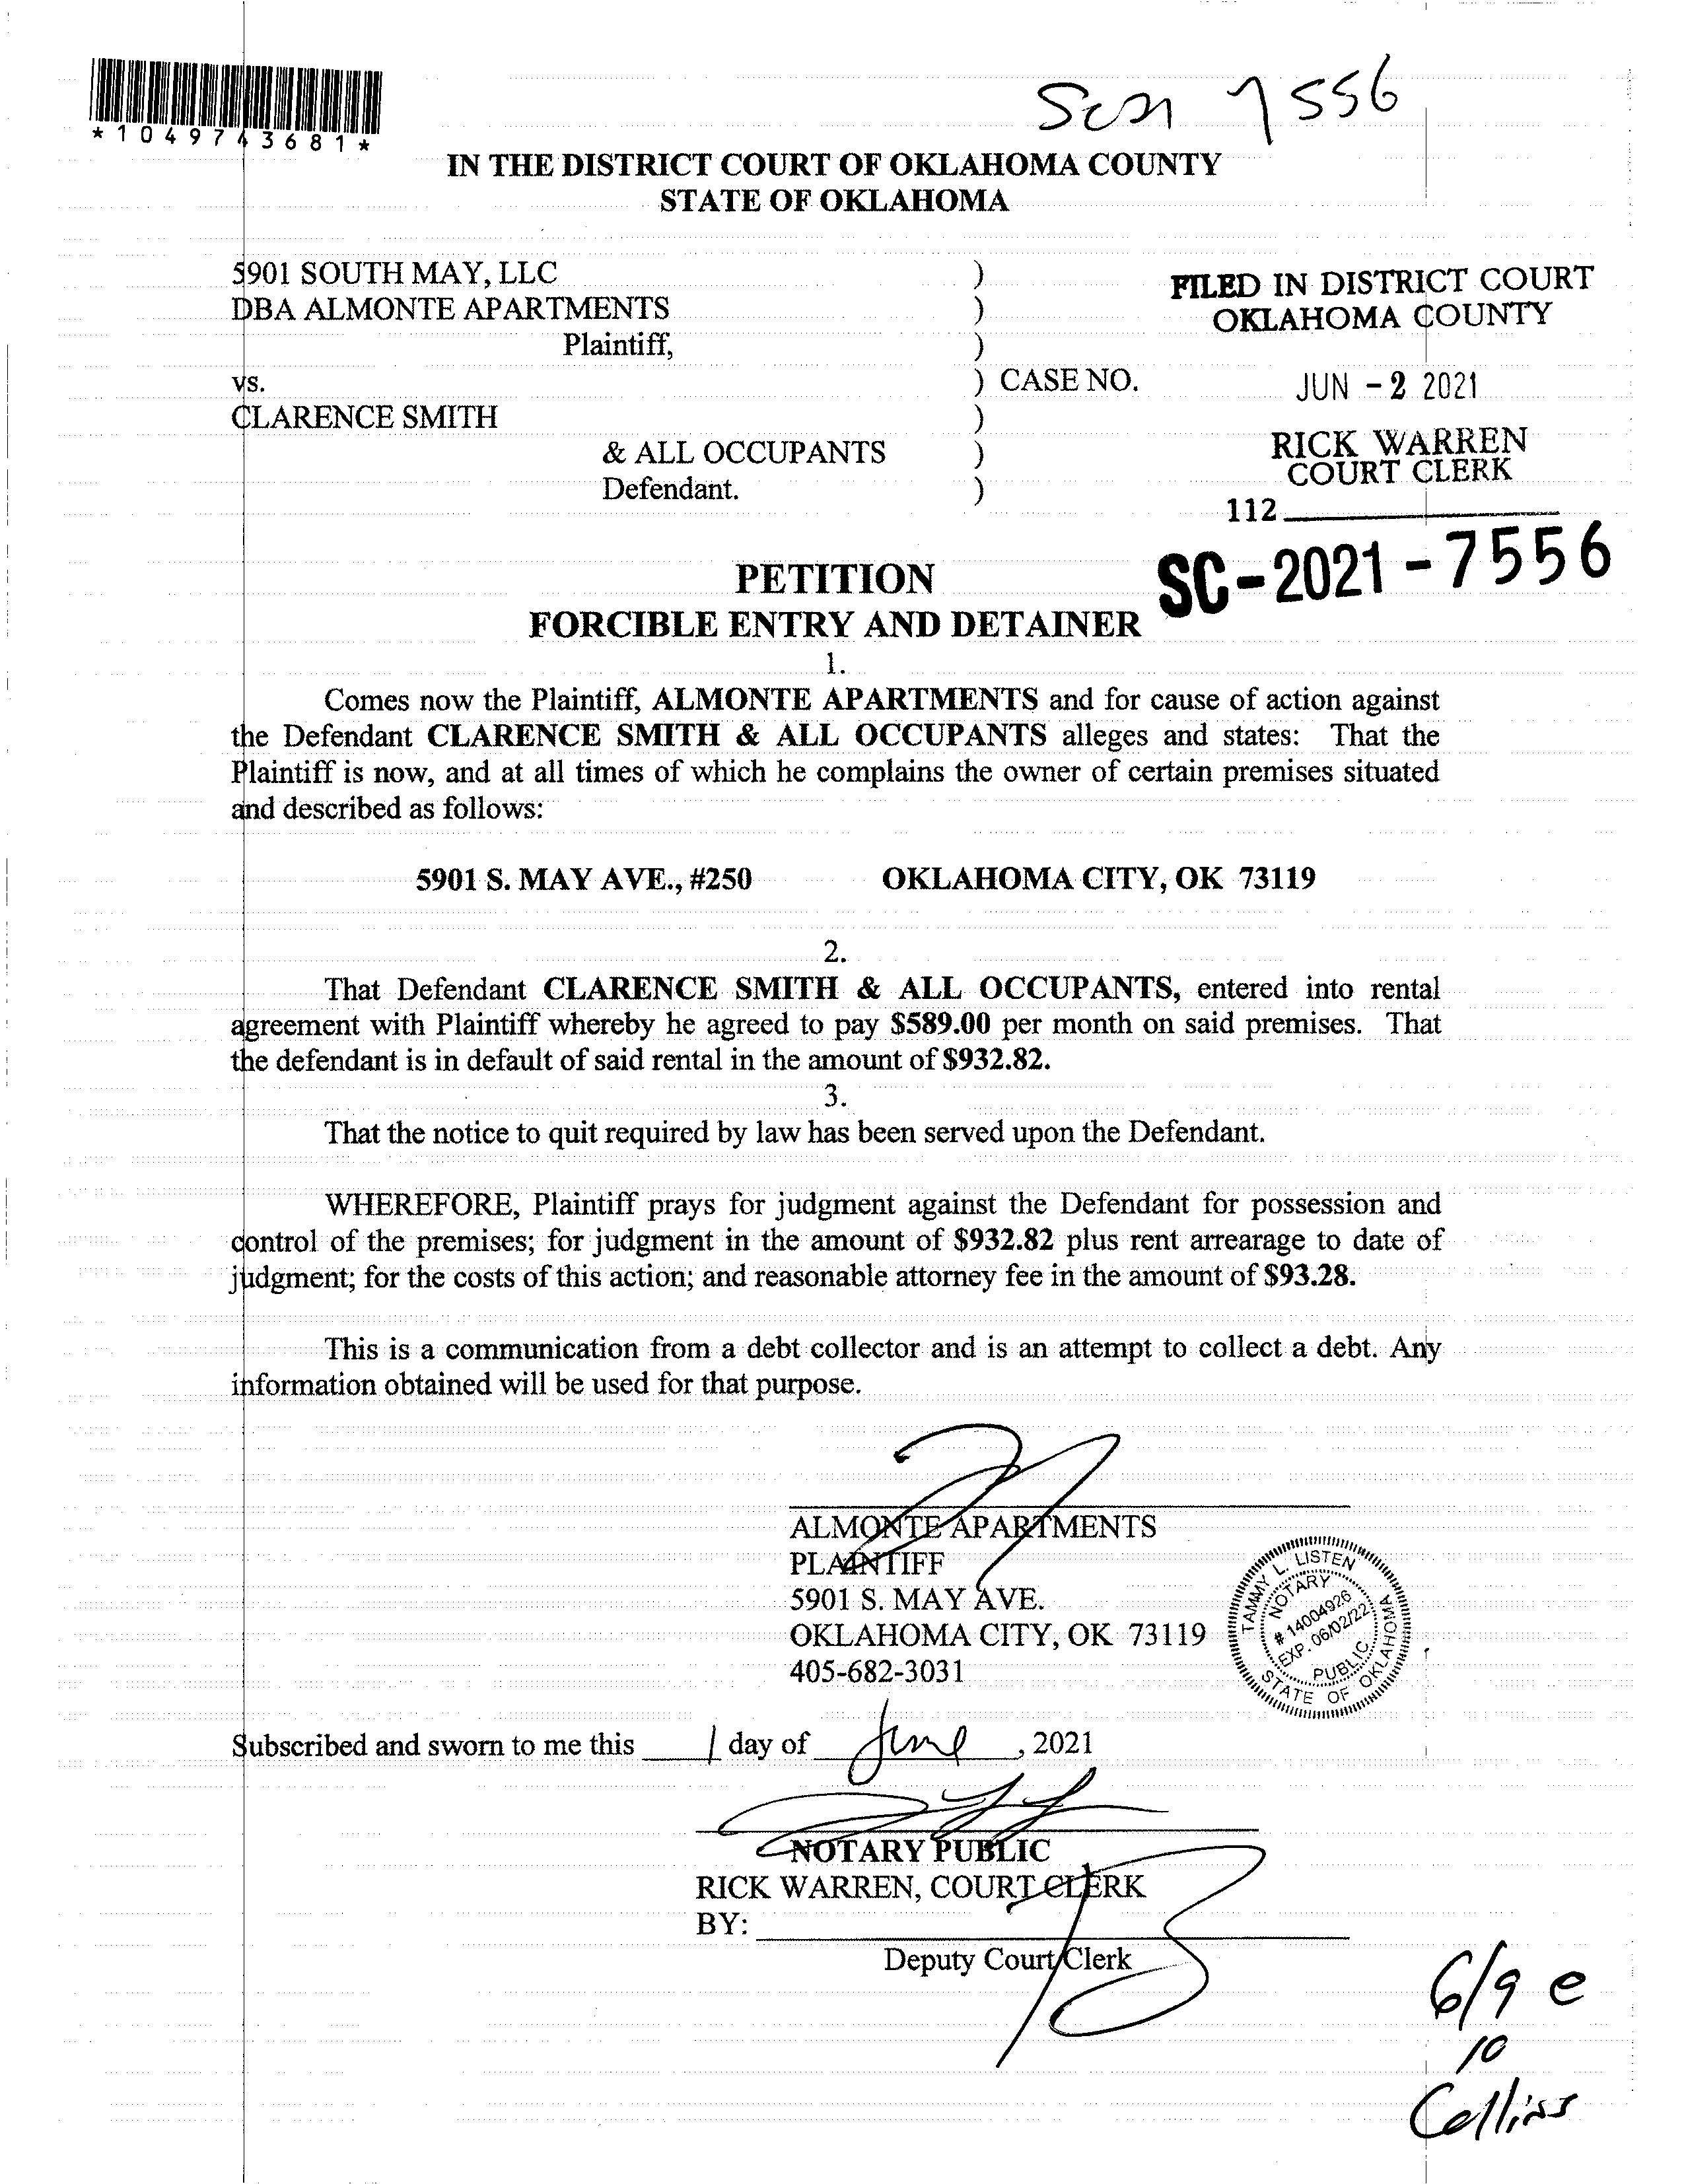 *1049743681*
SC21 7556
IN THE DISTRICT COURT OF OKLAHOMA COUNTY
STATE OF OKLAHOMA
5901 SOUTH MAY, LLC )
DBA ALMONTE APARTMENTS )
Plaintiff, )
vs. ) CASE NO.
CLARENCE SMITH )
& ALL OCCUPANTS )
Defendant. )
FILED IN DISTRICT COURT
OKLAHOMA COUNTY
JUN - 2 2021
RICK WARREN
COURT CLERK
112
SC-2021-7556
PETITION
FORCIBLE ENTRY AND DETAINER
1.
Comes now the Plaintiff, ALMONTE APARTMENTS and for cause of action against
the Defendant CLARENCE SMITH & ALL OCCUPANTS alleges and states: That the
Plaintiff is now, and at all times of which he complains the owner of certain premises situated
and described as follows:
5901 S. MAY AVE., #250 OKLAHOMA CITY, OK 73119
2.
That Defendant CLARENCE SMITH & ALL OCCUPANTS, entered into rental
agreement with Plaintiff whereby he agreed to pay $589.00 per month on said premises. That
the defendant is in default of said rental in the amount of $932.82.
3.
That the notice to quit required by law has been served upon the Defendant.
WHEREFORE, Plaintiff prays for judgment against the Defendant for possession and
control of the premises; for judgment in the amount of $932.82 plus rent arrearage to date of
judgment; for the costs of this action; and reasonable attorney fee in the amount of $93.28.
This is a communication from a debt collector and is an attempt to collect a debt. Any
information obtained will be used for that purpose.
ALMONTE APARTMENTS
PLAINTIFF
5901 S. MAY AVE.
OKLAHOMA CITY, OK 73119
405-682-3031
TAMMY L. LISTEN
NOTARY
# 14004926
EXP. 06/02/22
PUBLIC
STATE OF OKLAHOMA
Subscribed and sworn to me this 1 day of June, 2021
NOTARY PUBLIC
RICK WARREN, COURT CLERK
BY:
Deputy Court Clerk
6/9 e
10
Collins